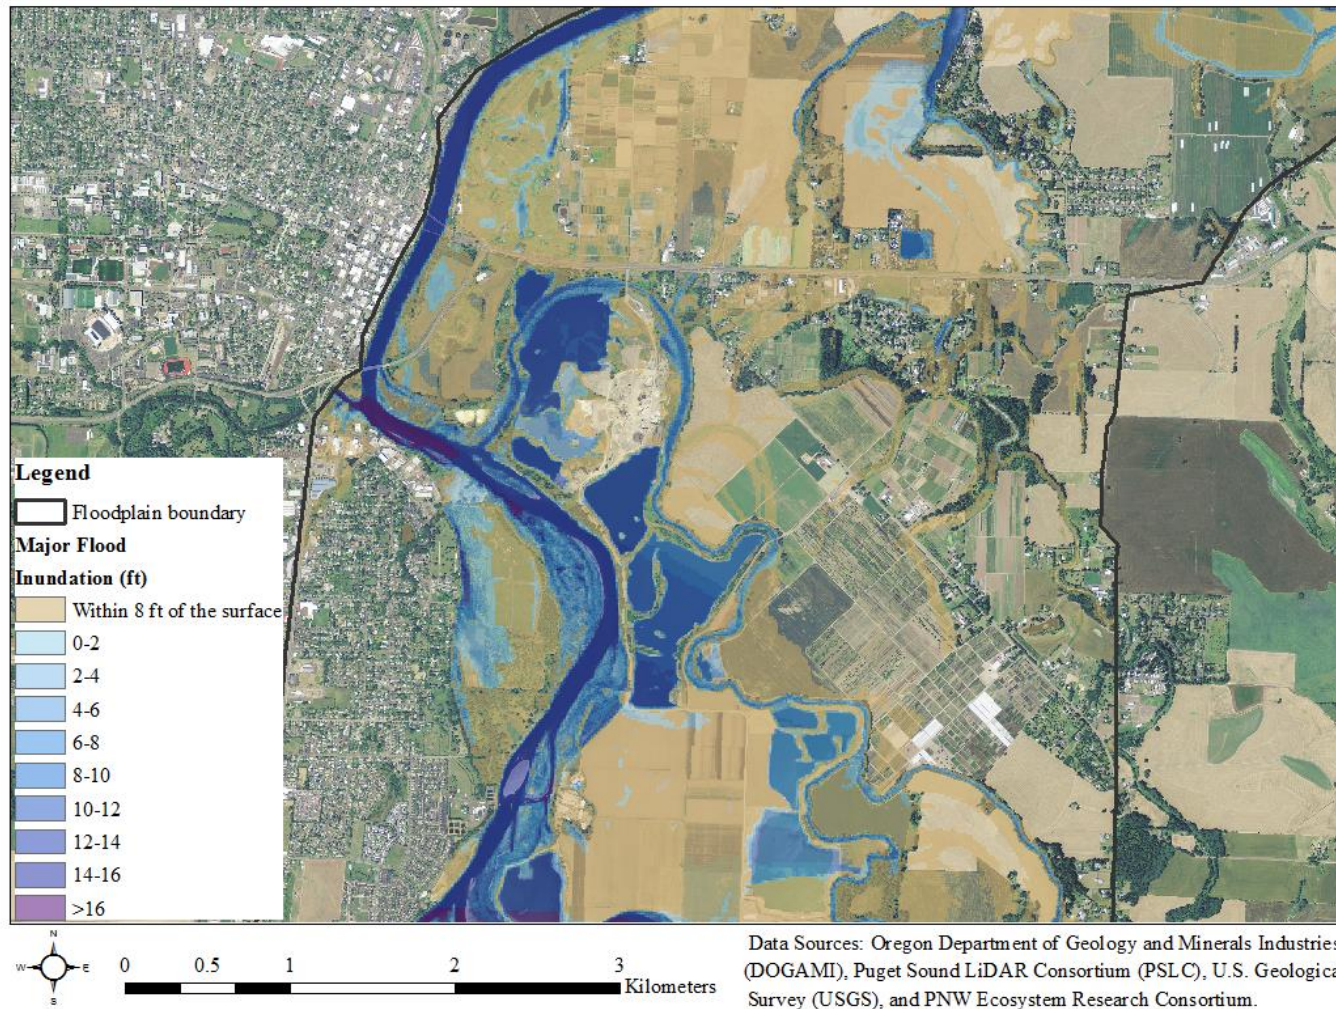 Legend
Floodplain boundary
Major Flood
Inundation (ft)
Within 8 ft of the surface
0-2
2-4
4-6
6-8
8-10
10-12
12-14
14-16
>16
N
W
E
S
0 0.5 1 2 3
Kilometers
Data Sources: Oregon Department of Geology and Minerals Industries
(DOGAMI), Puget Sound LiDAR Consortium (PSLC), U.S. Geologica
Survey (USGS), and PNW Ecosystem Research Consortium.